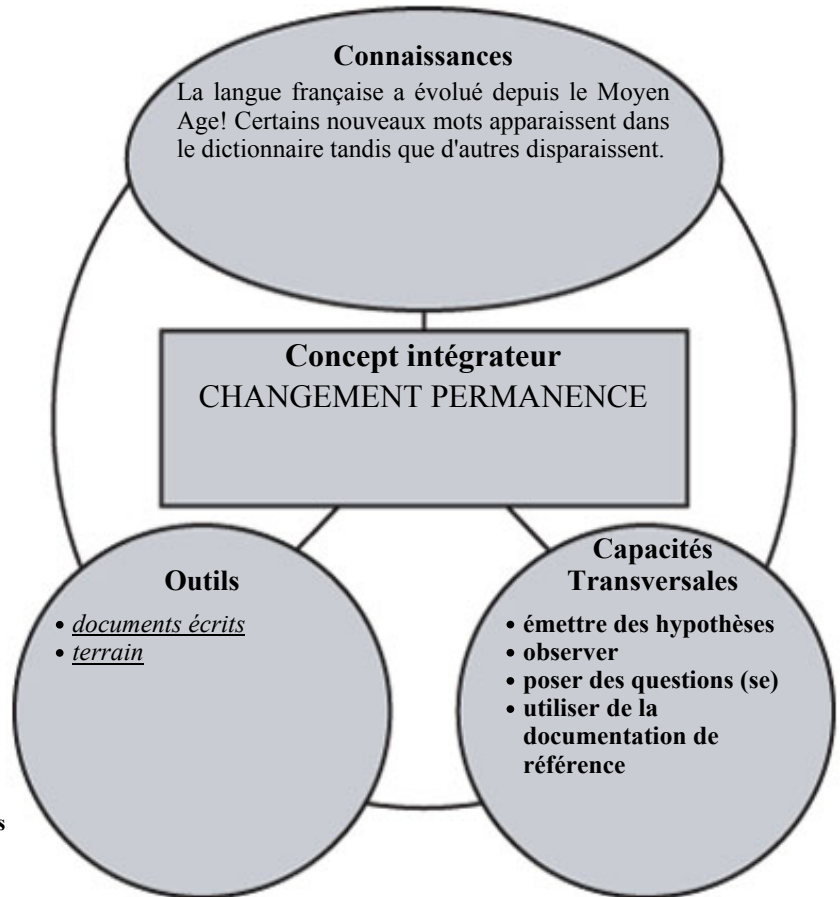 Connaissances
La langue française a évolué depuis le Moyen
Age! Certains nouveaux mots apparaissent dans
le dictionnaire tandis que d'autres disparaissent.
Concept intégrateur
CHANGEMENT PERMANENCE
Outils
• documents écrits
• terrain
Capacités
Transversales
• émettre des hypothèses
• observer
• poser des questions (se)
• utiliser de la
documentation de
référence
s